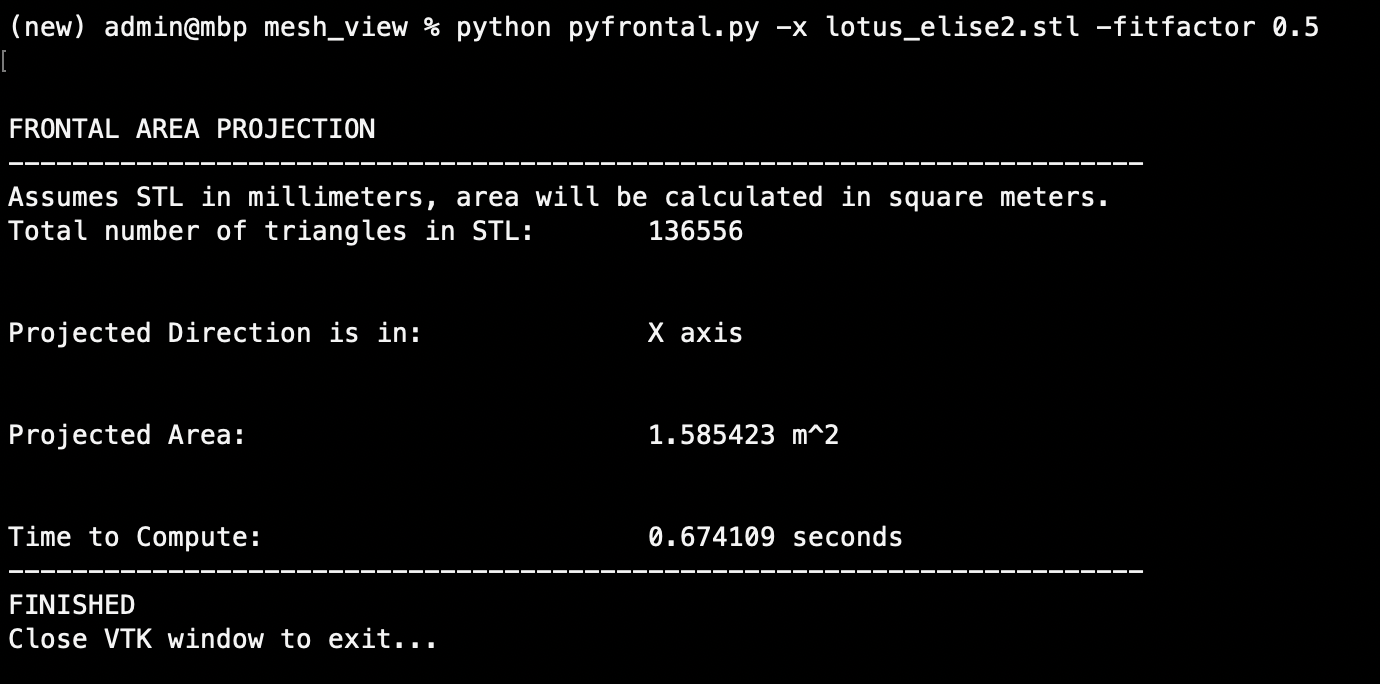 (new) admin@mbp mesh_view % python pyfrontal.py -x lotus_elise2.stl -fitfactor 0.5
[
FRONTAL AREA PROJECTION
-----------------------------------------------------------------------
Assumes STL in millimeters, area will be calculated in square meters.
Total number of triangles in STL: 136556
Projected Direction is in: X axis
Projected Area: 1.585423 m^2
Time to Compute: 0.674109 seconds
-----------------------------------------------------------------------
FINISHED
Close VTK window to exit...